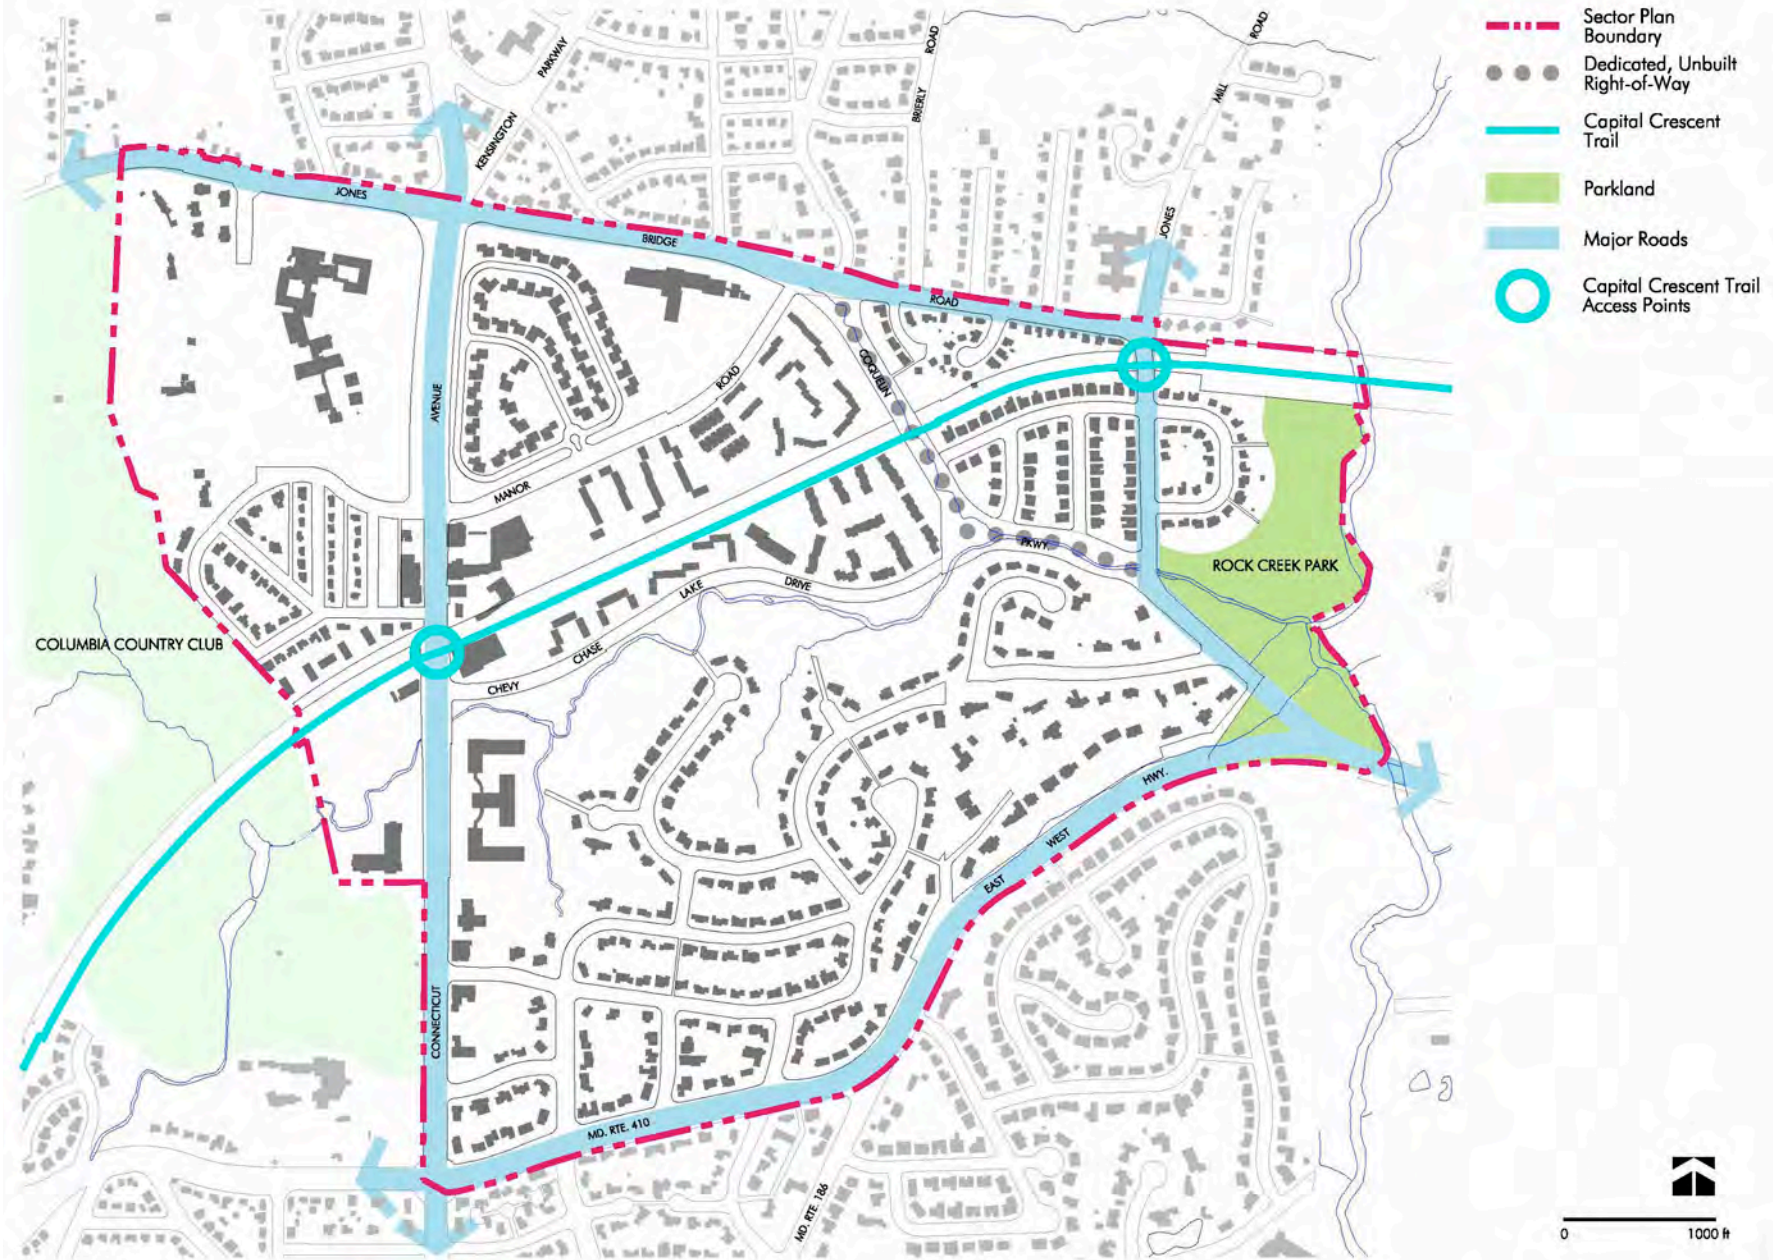 Sector Plan
Boundary
Dedicated, Unbuilt
Right-of-Way
Capital Crescent
Trail
Parkland
Major Roads
Capital Crescent Trail
Access Points
ROAD
ROAD
PARKWAY
MILL
BRIERLY
KENSINGTON
JONES
JONES
BRIDGE
ROAD
COQUELIN
ROAD
AVENUE
MANOR
PKWY.
ROCK CREEK PARK
DRIVE
LAKE
COLUMBIA COUNTRY CLUB
CHASE
CHEVY
HWY.
WEST
EAST
CONNECTICUT
MD. RTE. 410
MD. RTE. 186
0 1000 ft